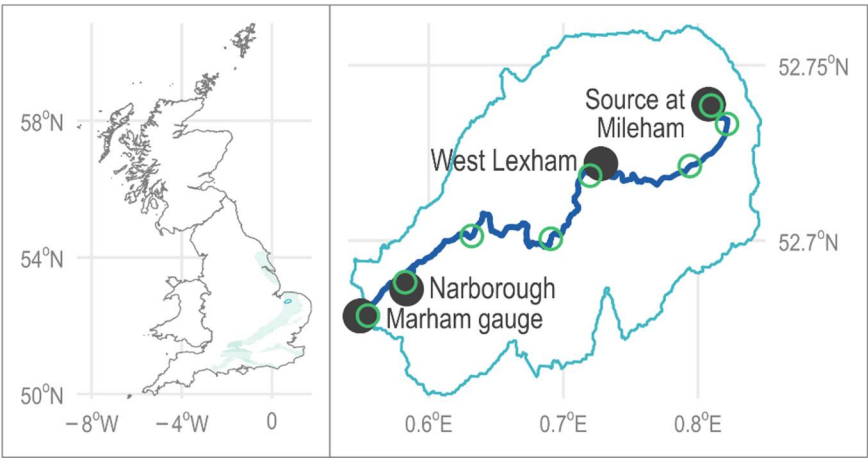 58°N
54°N
50°N
−8°W
−4°W
0
Source at
Mileham
West Lexham
Narborough
Marham gauge
52.75°N
52.7°N
0.6°E
0.7°E
0.8°E